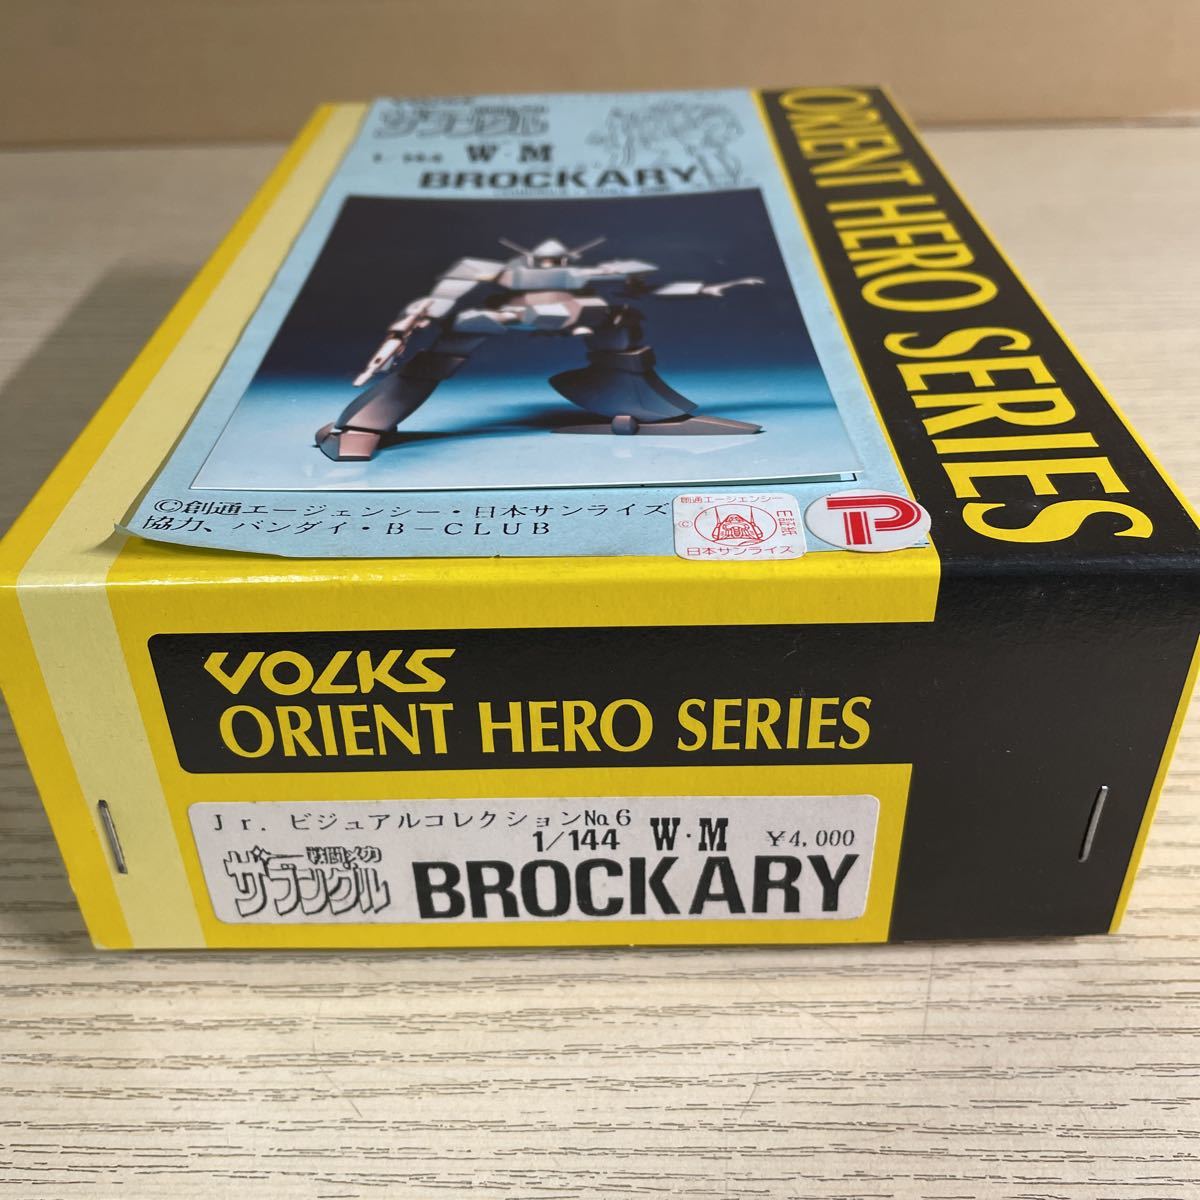 ザブングル
1/144 W·M
BROCKARY
ORIENT HERO SERIES
©創通エージェンシー・日本サンライズ
協力、バンダイ・B-CLUB
創通エージェンシー
©
証紙
日本サンライズ
P
VOLKS
ORIENT HERO SERIES
Jr. ビジュアルコレクションNo.6
1/144 W·M ¥4,000
戦闘メカ
ザブングル
BROCKARY